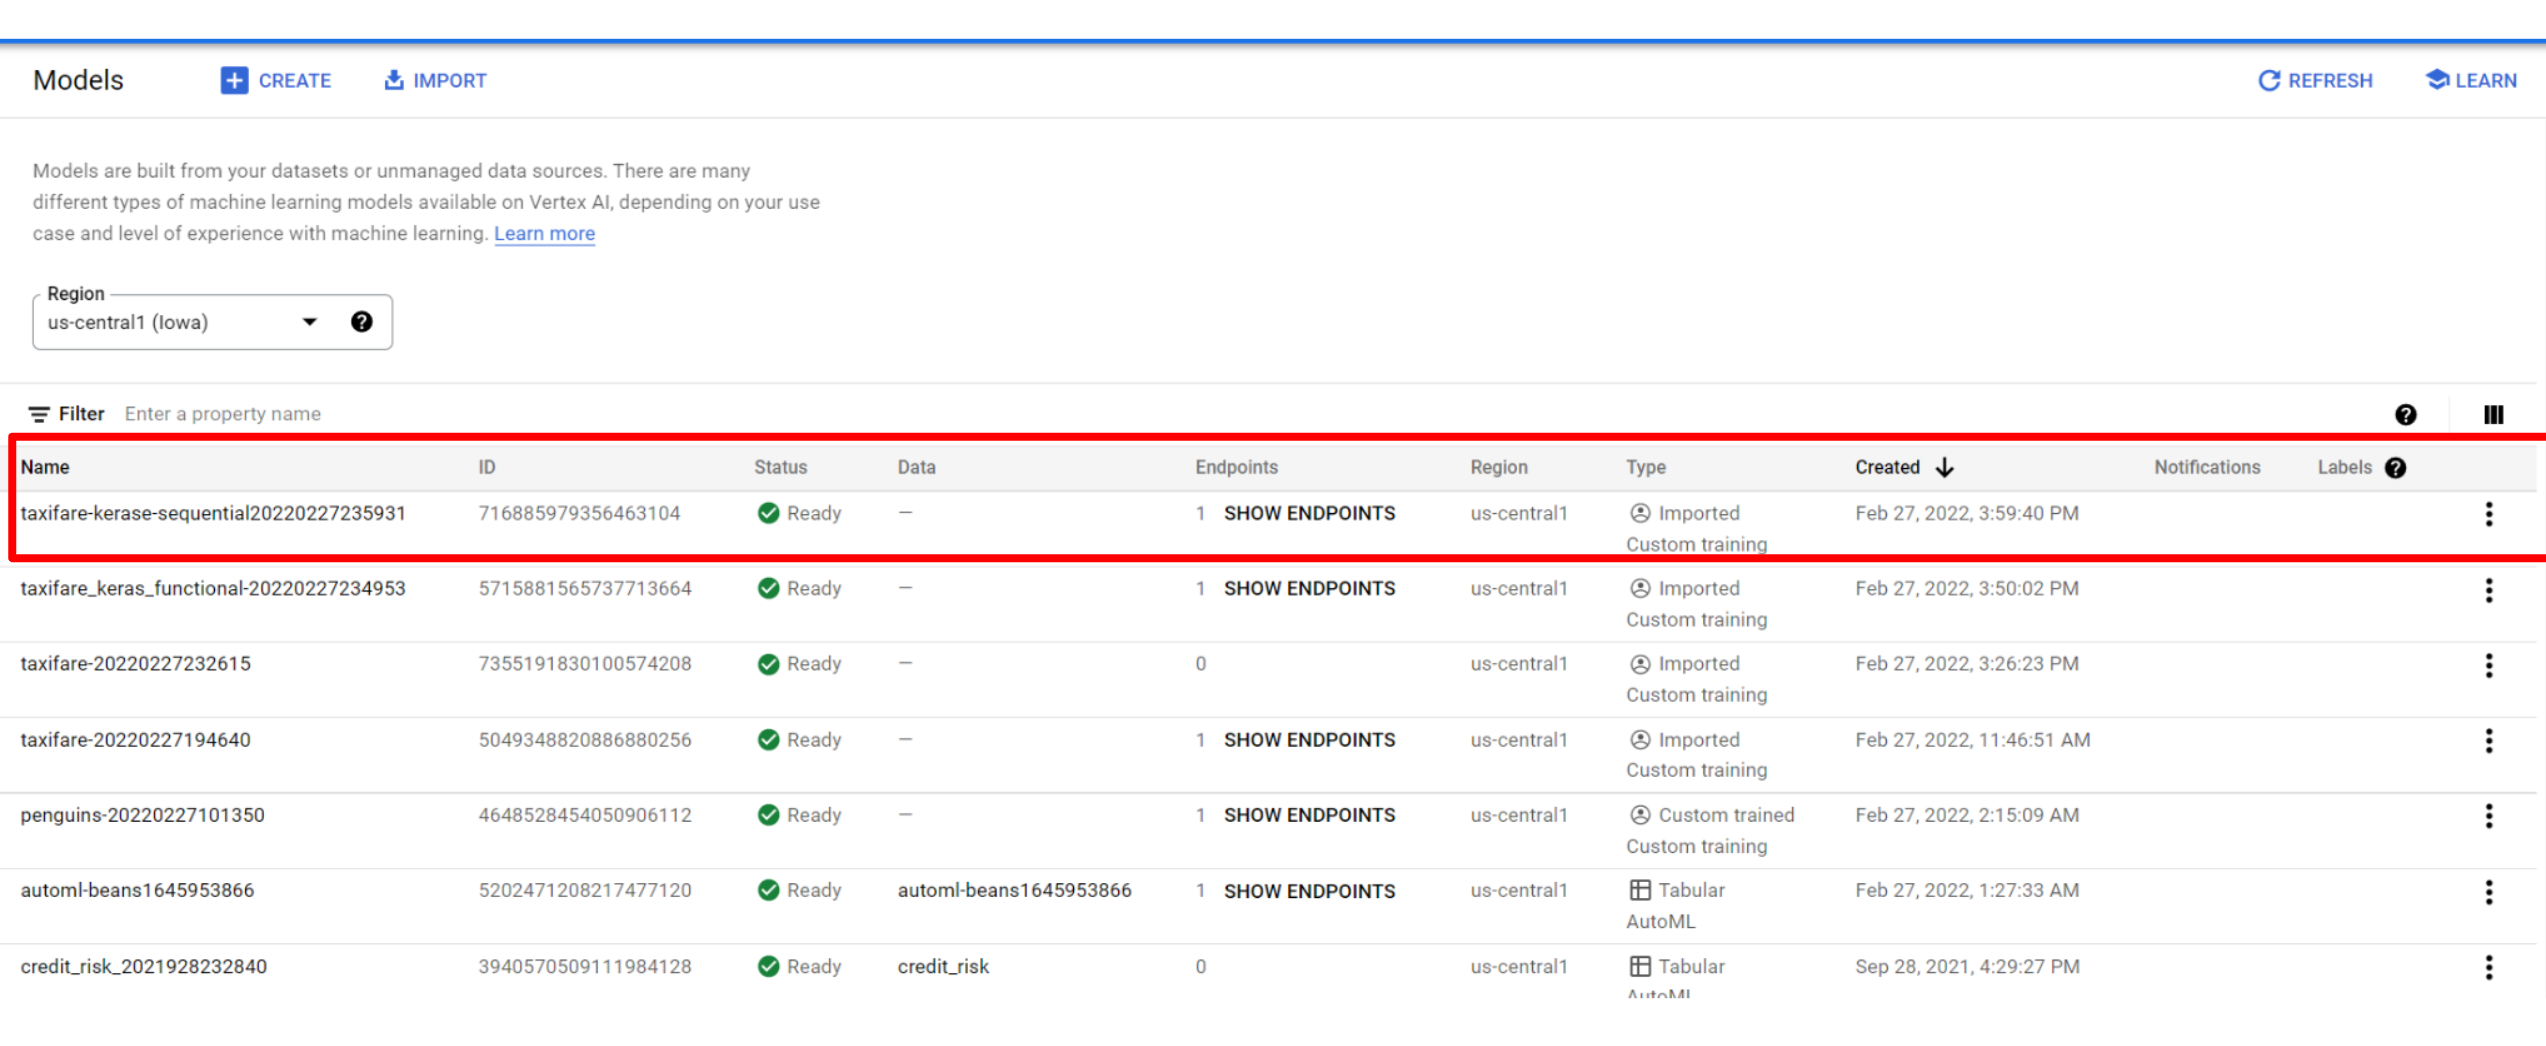 Models CREATE IMPORT REFRESH LEARN
Models are built from your datasets or unmanaged data sources. There are many
different types of machine learning models available on Vertex AI, depending on your use
case and level of experience with machine learning. Learn more
Region
us-central1 (Iowa)
Filter Enter a property name
Name ID Status Data Endpoints Region Type Created Notifications Labels
taxifare-kerase-sequential20220227235931 716885979356463104 Ready — 1 SHOW ENDPOINTS us-central1 Imported Feb 27, 2022, 3:59:40 PM
Custom training
taxifare_keras_functional-20220227234953 5715881565737713664 Ready — 1 SHOW ENDPOINTS us-central1 Imported Feb 27, 2022, 3:50:02 PM
Custom training
taxifare-20220227232615 7355191830100574208 Ready — 0 us-central1 Imported Feb 27, 2022, 3:26:23 PM
Custom training
taxifare-20220227194640 5049348820886880256 Ready — 1 SHOW ENDPOINTS us-central1 Imported Feb 27, 2022, 11:46:51 AM
Custom training
penguins-20220227101350 4648528454050906112 Ready — 1 SHOW ENDPOINTS us-central1 Custom trained Feb 27, 2022, 2:15:09 AM
Custom training
automl-beans1645953866 5202471208217477120 Ready automl-beans1645953866 1 SHOW ENDPOINTS us-central1 Tabular Feb 27, 2022, 1:27:33 AM
AutoML
credit_risk_2021928232840 3940570509111984128 Ready credit_risk 0 us-central1 Tabular Sep 28, 2021, 4:29:27 PM
AutoML